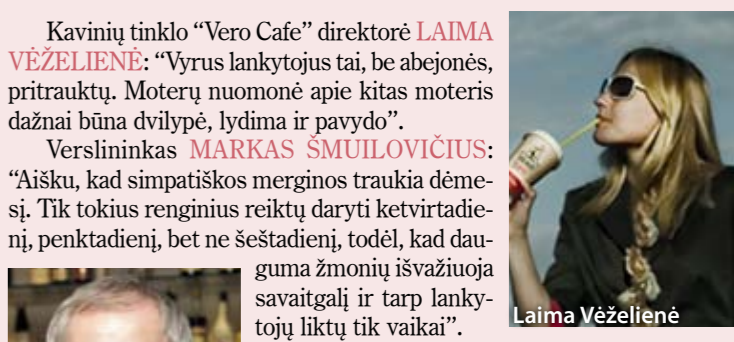 Kavinių tinklo “Vero Cafe” direktorė LAIMA
VĖŽELIENĖ: “Vyrus lankytojus tai, be abejonės,
pritrauktų. Moterų nuomonė apie kitas moteris
dažnai būna dvilypė, lydima ir pavydo”.
Verslininkas MARKAS ŠMUILOVIČIUS:
“Aišku, kad simpatiškos merginos traukia dėme-
sį. Tik tokius renginius reiktų daryti ketvirtadie-
nį, penktadienį, bet ne šeštadienį, todėl, kad dau-
guma žmonių išvažiuoja
savaitgalį ir tarp lanky-
tojų liktų tik vaikai”.
Laima Vėželienė